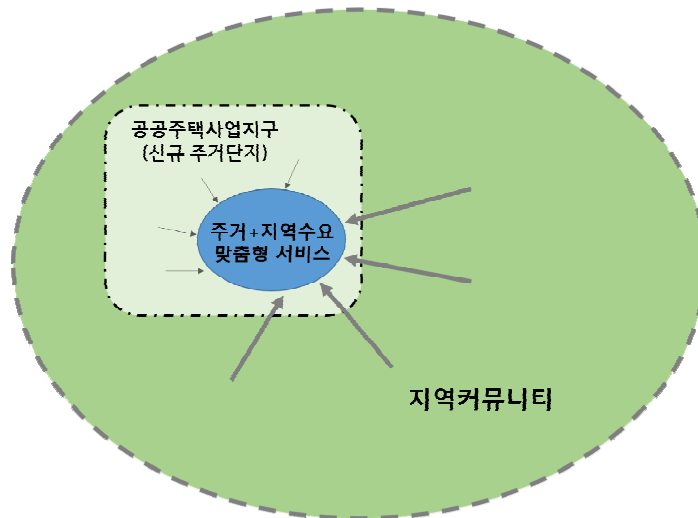 공공주택사업지구
(신규 주거단지)
주거+지역수요
맞춤형 서비스
지역커뮤니티